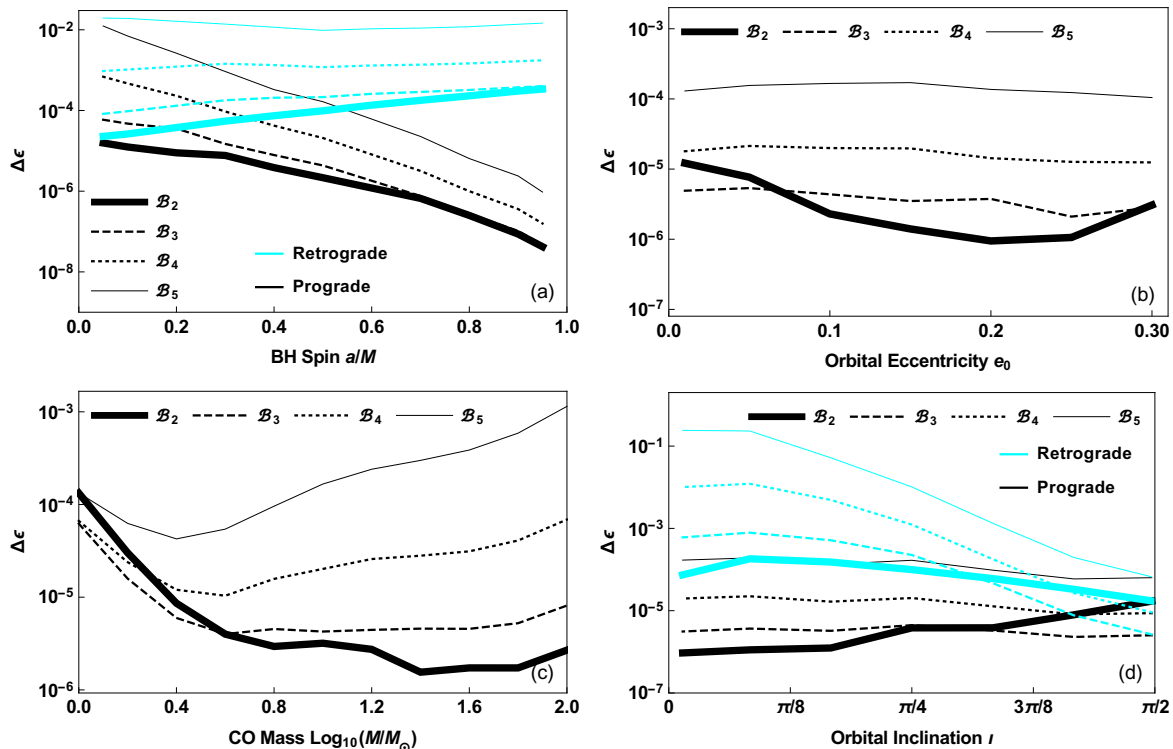 10⁻²
10⁻⁴
10⁻⁶
10⁻⁸
Δϵ
ℬ₂
ℬ₃
ℬ₄
ℬ₅
Retrograde
Prograde
(a)
0.0 0.2 0.4 0.6 0.8 1.0
BH Spin a/M
10⁻³
10⁻⁴
10⁻⁵
10⁻⁶
10⁻⁷
Δϵ
ℬ₂ ℬ₃ ℬ₄ ℬ₅
(b)
0.0 0.1 0.2 0.30
Orbital Eccentricity e₀
10⁻³
10⁻⁴
10⁻⁵
10⁻⁶
Δϵ
ℬ₂ ℬ₃ ℬ₄ ℬ₅
(c)
0.0 0.4 0.8 1.2 1.6 2.0
CO Mass Log₁₀(M/M⊙)
10⁻¹
10⁻³
10⁻⁵
10⁻⁷
Δϵ
ℬ₂ ℬ₃ ℬ₄ ℬ₅
Retrograde
Prograde
(d)
0 π/8 π/4 3π/8 π/2
Orbital Inclination ι